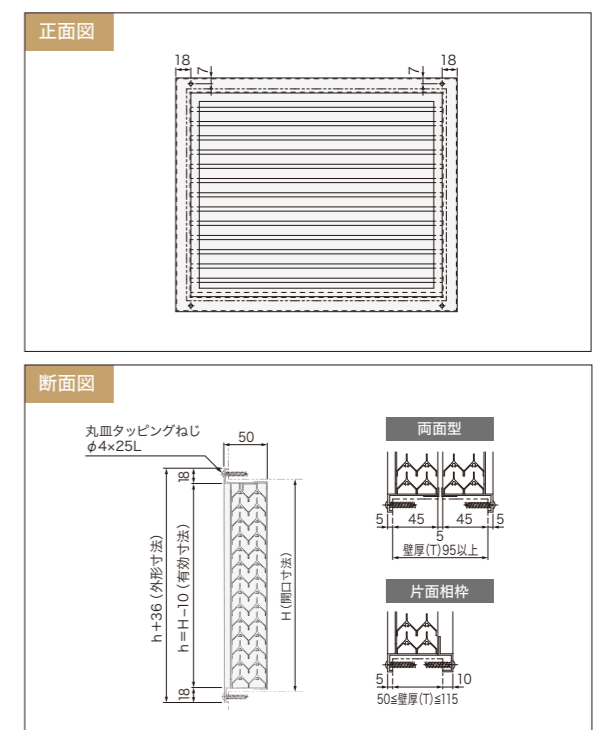 正面図
18
7
7
18
断面図
丸皿タッピングねじ
φ4×25L
50
18
h+36 (外形寸法)
h=H−10 (有効寸法)
H (開口寸法)
18
両面型
5 45 45 5
5
壁厚(T)95以上
片面相枠
5 10
50≦壁厚(T)≦115